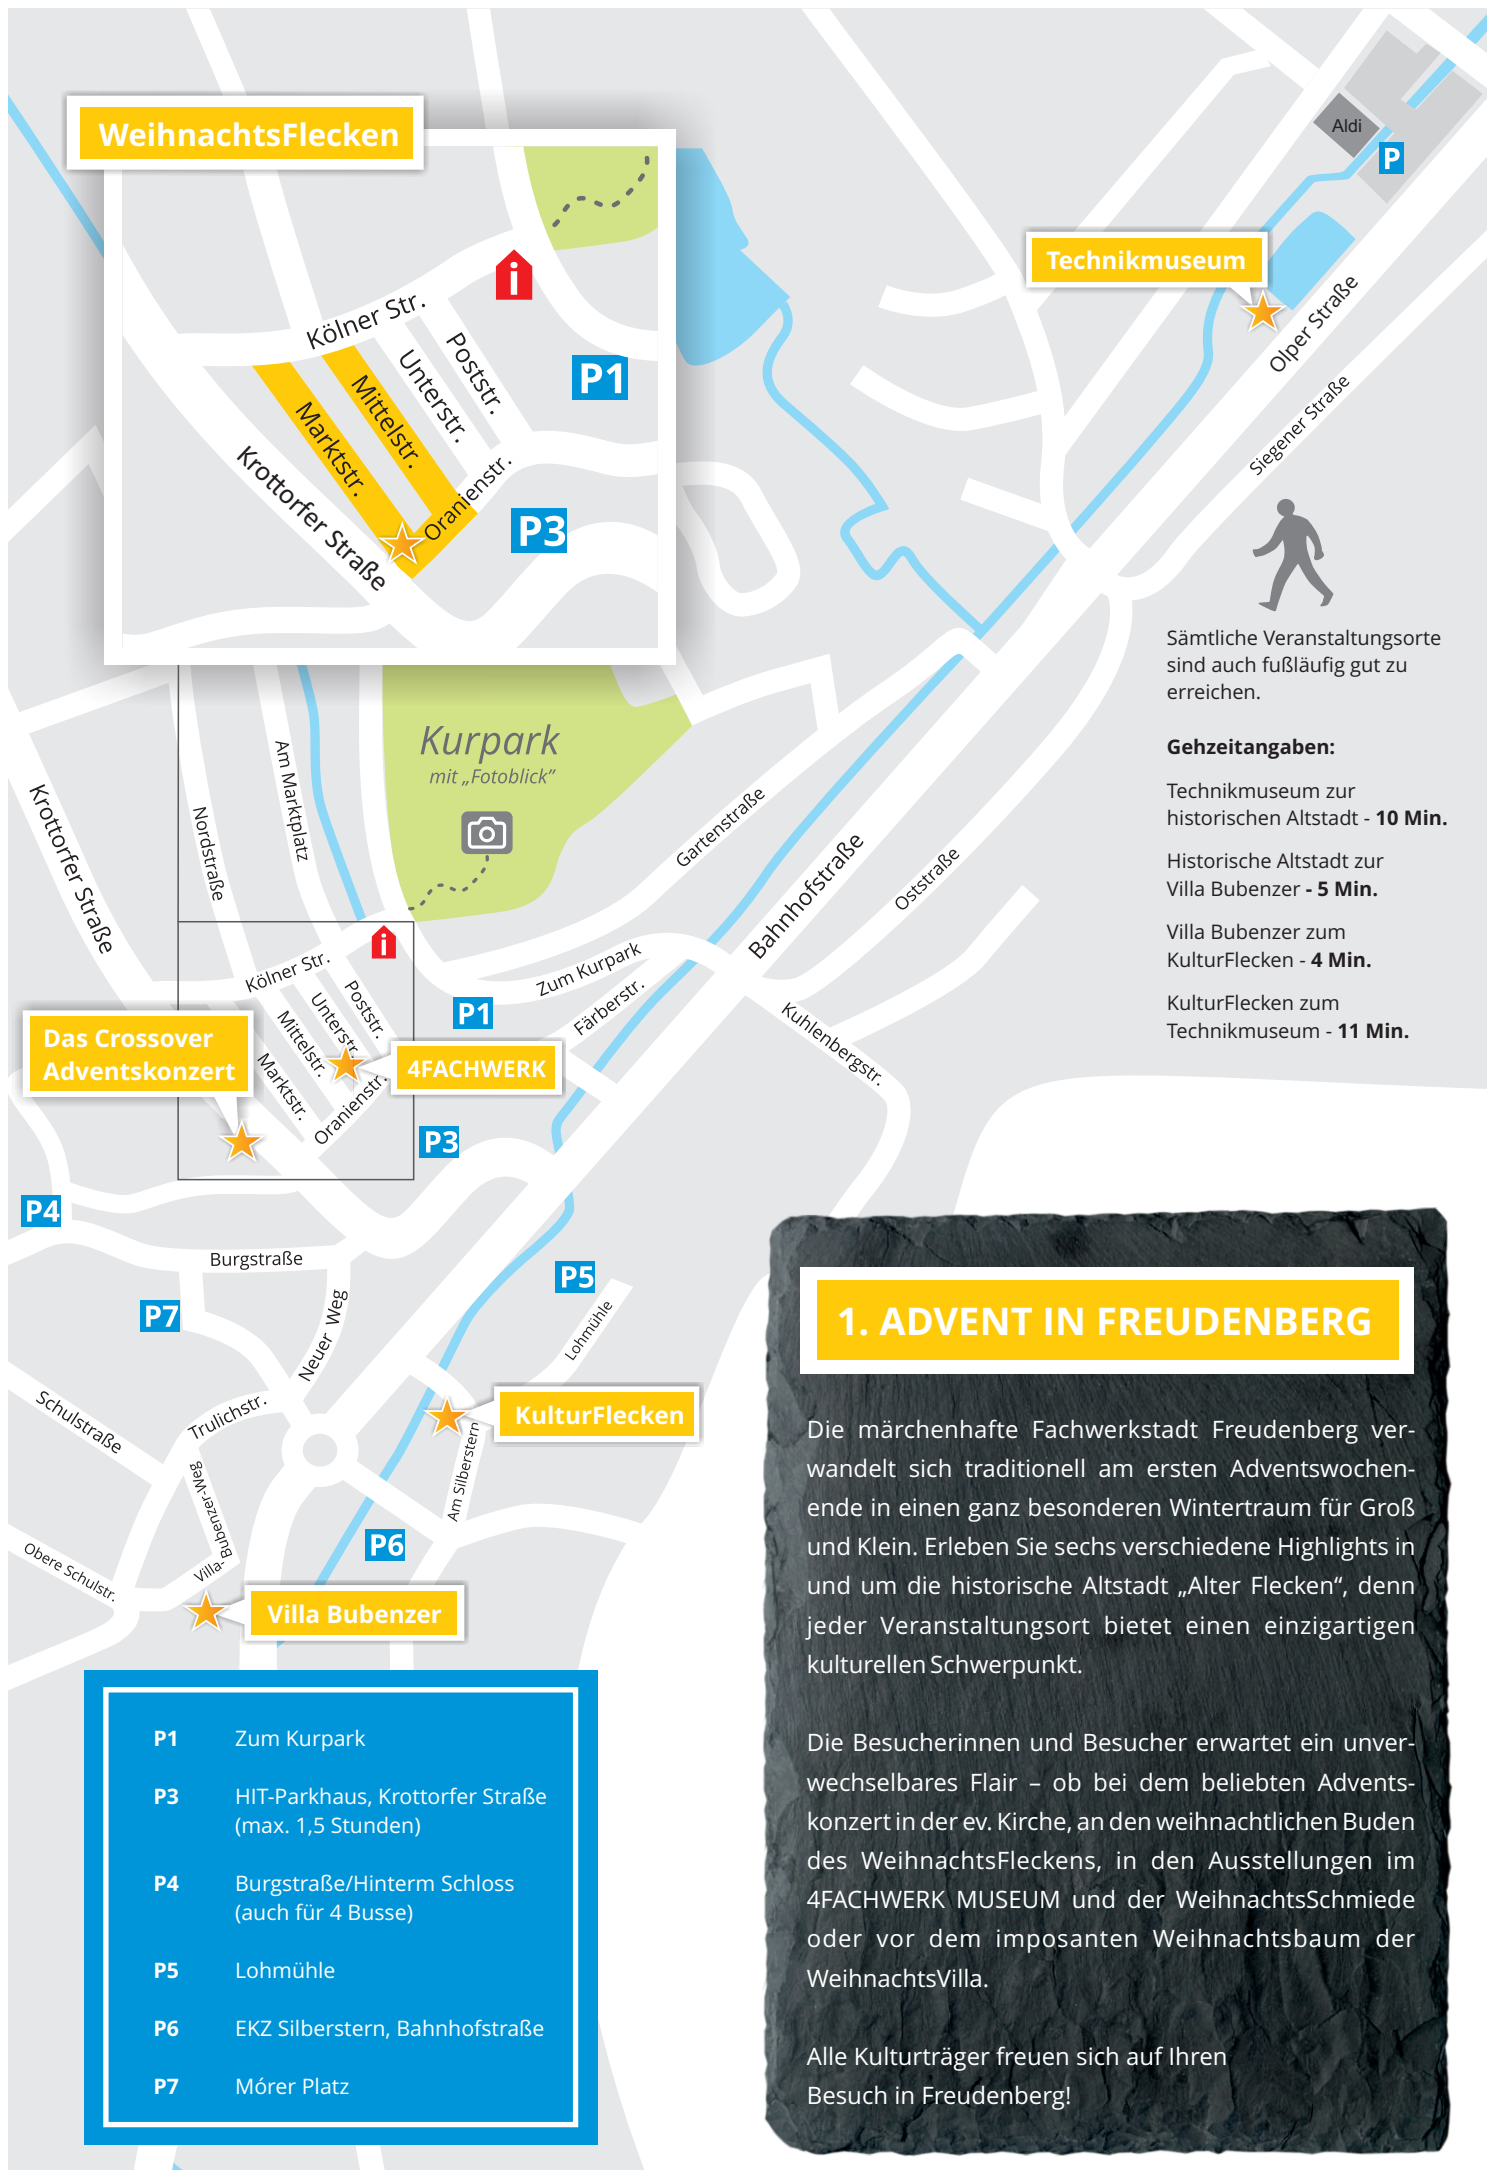 WeihnachtsFlecken
Kölner Str.
Poststr.
Unterstr.
Mittelstr.
Marktstr.
Oranienstr.
Krottorfer Straße
i
P1
P3
Aldi
P
Technikmuseum
Olper Straße
Siegener Straße
Sämtliche Veranstaltungsorte
sind auch fußläufig gut zu
erreichen.
Gehzeitangaben:
Technikmuseum zur
historischen Altstadt - 10 Min.
Historische Altstadt zur
Villa Bubenzer - 5 Min.
Villa Bubenzer zum
KulturFlecken - 4 Min.
KulturFlecken zum
Technikmuseum - 11 Min.
Kurpark
mit „Fotoblick”
Krottorfer Straße
Nordstraße
Am Marktplatz
Gartenstraße
Bahnhofstraße
Oststraße
i
Kölner Str.
Poststr.
Unterstr.
Mittelstr.
Marktstr.
Oranienstr.
Zum Kurpark
Färberstr.
Kuhlenbergstr.
P1
Das Crossover
Adventskonzert
4FACHWERK
P3
P4
Burgstraße
P7
Neuer Weg
P5
Lohmühle
Schulstraße
Trulichstr.
KulturFlecken
Am Silberstern
Villa-
Bubenzer-Weg
Obere Schulstr.
P6
Villa Bubenzer
P1 Zum Kurpark
P3 HIT-Parkhaus, Krottorfer Straße
(max. 1,5 Stunden)
P4 Burgstraße/Hinterm Schloss
(auch für 4 Busse)
P5 Lohmühle
P6 EKZ Silberstern, Bahnhofstraße
P7 Mórer Platz
1. ADVENT IN FREUDENBERG
Die märchenhafte Fachwerkstadt Freudenberg ver-
wandelt sich traditionell am ersten Adventswochen-
ende in einen ganz besonderen Wintertraum für Groß
und Klein. Erleben Sie sechs verschiedene Highlights in
und um die historische Altstadt „Alter Flecken“, denn
jeder Veranstaltungsort bietet einen einzigartigen
kulturellen Schwerpunkt.
Die Besucherinnen und Besucher erwartet ein unver-
wechselbares Flair – ob bei dem beliebten Advents-
konzert in der ev. Kirche, an den weihnachtlichen Buden
des WeihnachtsFleckens, in den Ausstellungen im
4FACHWERK MUSEUM und der WeihnachtsSchmiede
oder vor dem imposanten Weihnachtsbaum der
WeihnachtsVilla.
Alle Kulturträger freuen sich auf Ihren
Besuch in Freudenberg!